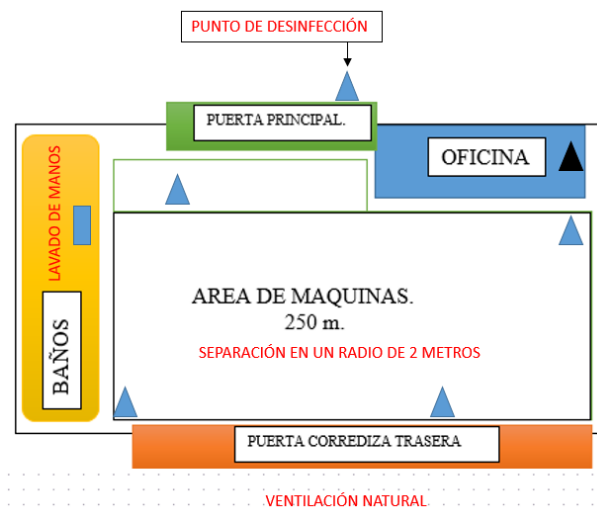 PUNTO DE DESINFECCIÓN
PUERTA PRINCIPAL.
OFICINA
LAVADO DE MANOS
BAÑOS
AREA DE MAQUINAS.
250 m.
SEPARACIÓN EN UN RADIO DE 2 METROS
PUERTA CORREDIZA TRASERA
VENTILACIÓN NATURAL